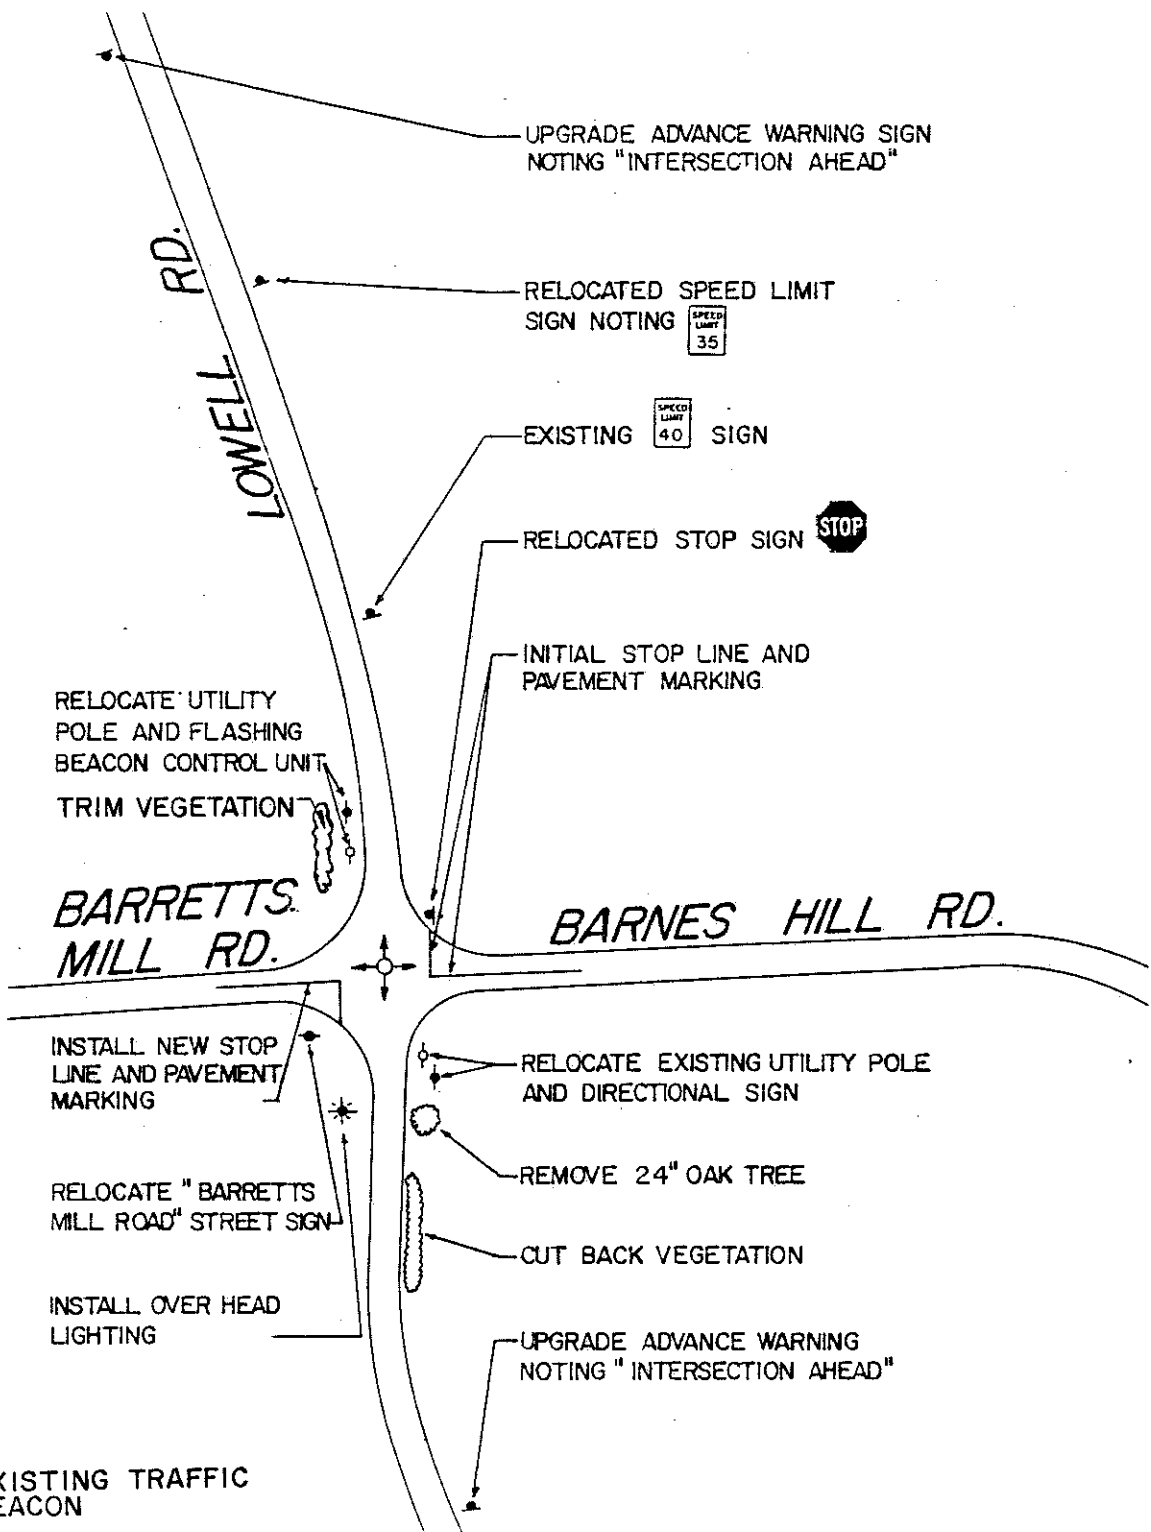 UPGRADE ADVANCE WARNING SIGN
NOTING "INTERSECTION AHEAD"
LOWELL RD.
RELOCATED SPEED LIMIT
SIGN NOTING SPEED LIMIT 35
EXISTING SPEED LIMIT 40 SIGN
RELOCATED STOP SIGN STOP
INITIAL STOP LINE AND
PAVEMENT MARKING
RELOCATE UTILITY
POLE AND FLASHING
BEACON CONTROL UNIT
TRIM VEGETATION
BARRETTS
MILL RD.
BARNES HILL RD.
INSTALL NEW STOP
LINE AND PAVEMENT
MARKING
RELOCATE EXISTING UTILITY POLE
AND DIRECTIONAL SIGN
REMOVE 24" OAK TREE
RELOCATE "BARRETTS
MILL ROAD" STREET SIGN
CUT BACK VEGETATION
INSTALL OVER HEAD
LIGHTING
UPGRADE ADVANCE WARNING
NOTING "INTERSECTION AHEAD"
XISTING TRAFFIC
EACON